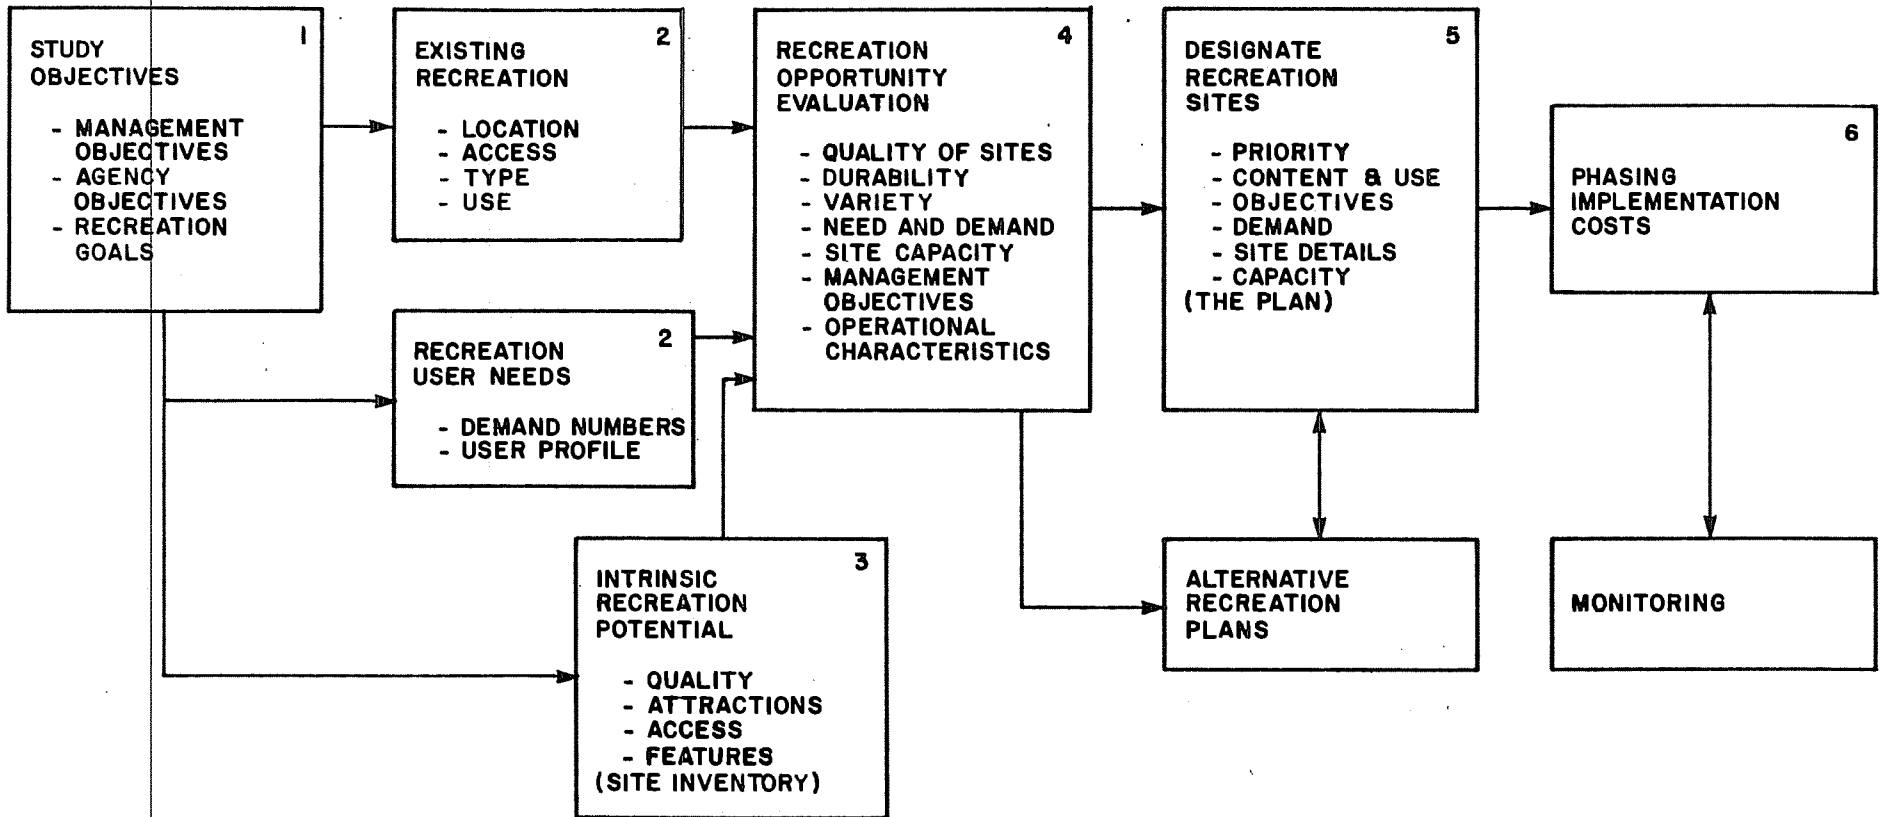 1
STUDY
OBJECTIVES
- MANAGEMENT
OBJECTIVES
- AGENCY
OBJECTIVES
- RECREATION
GOALS
2
EXISTING
RECREATION
- LOCATION
- ACCESS
- TYPE
- USE
2
RECREATION
USER NEEDS
- DEMAND NUMBERS
- USER PROFILE
3
INTRINSIC
RECREATION
POTENTIAL
- QUALITY
- ATTRACTIONS
- ACCESS
- FEATURES
(SITE INVENTORY)
4
RECREATION
OPPORTUNITY
EVALUATION
- QUALITY OF SITES
- DURABILITY
- VARIETY
- NEED AND DEMAND
- SITE CAPACITY
- MANAGEMENT
OBJECTIVES
- OPERATIONAL
CHARACTERISTICS
5
DESIGNATE
RECREATION
SITES
- PRIORITY
- CONTENT & USE
- OBJECTIVES
- DEMAND
- SITE DETAILS
- CAPACITY
(THE PLAN)
ALTERNATIVE
RECREATION
PLANS
6
PHASING
IMPLEMENTATION
COSTS
MONITORING